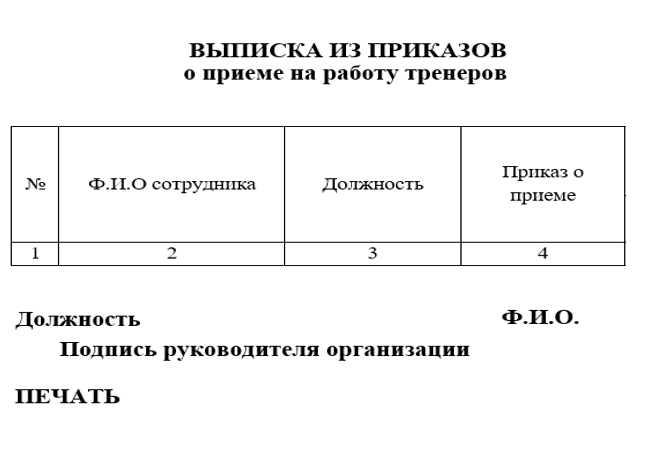 ВЫПИСКА ИЗ ПРИКАЗОВ
о приеме на работу тренеров
№ Ф.И.О сотрудника Должность Приказ о приеме
1 2 3 4
Должность Ф.И.О.
Подпись руководителя организации
ПЕЧАТЬ